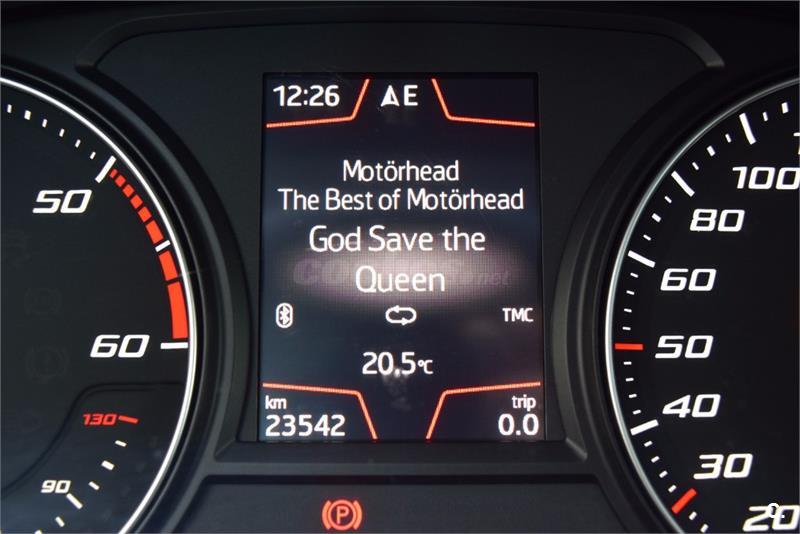 12:26 E
Motörhead
The Best of Motörhead
God Save the
Queen
TMC
20.5°C
km trip
23542 0.0
50
60
130
90
100
80
60
50
40
30
20
P